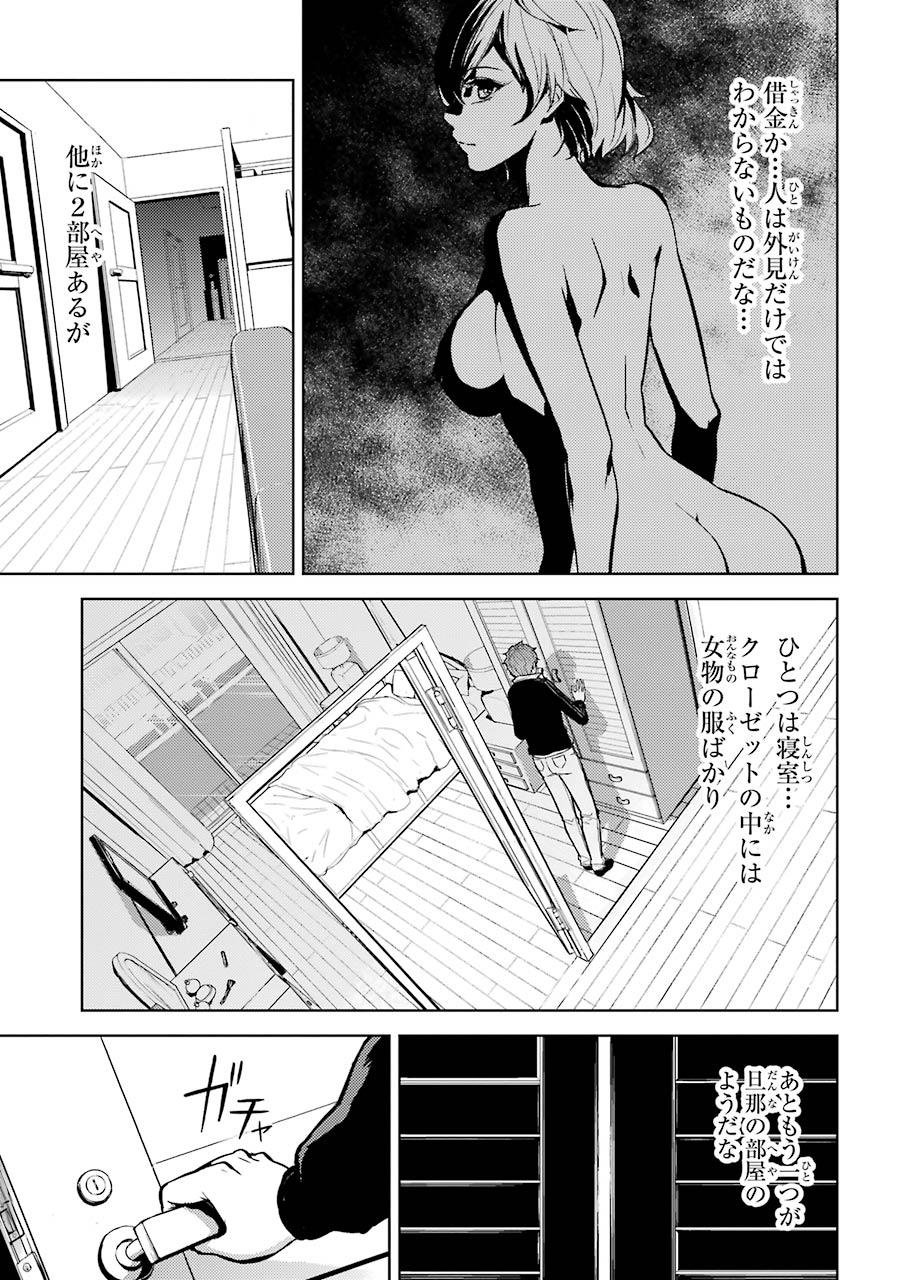 借金か…人は外見だけでは
わからないものだな…
他に2部屋あるが
ひとつは寝室…
クローゼットの中には
女物の服ばかり
あともう一つが
旦那の部屋の
ようだな
ガチャ